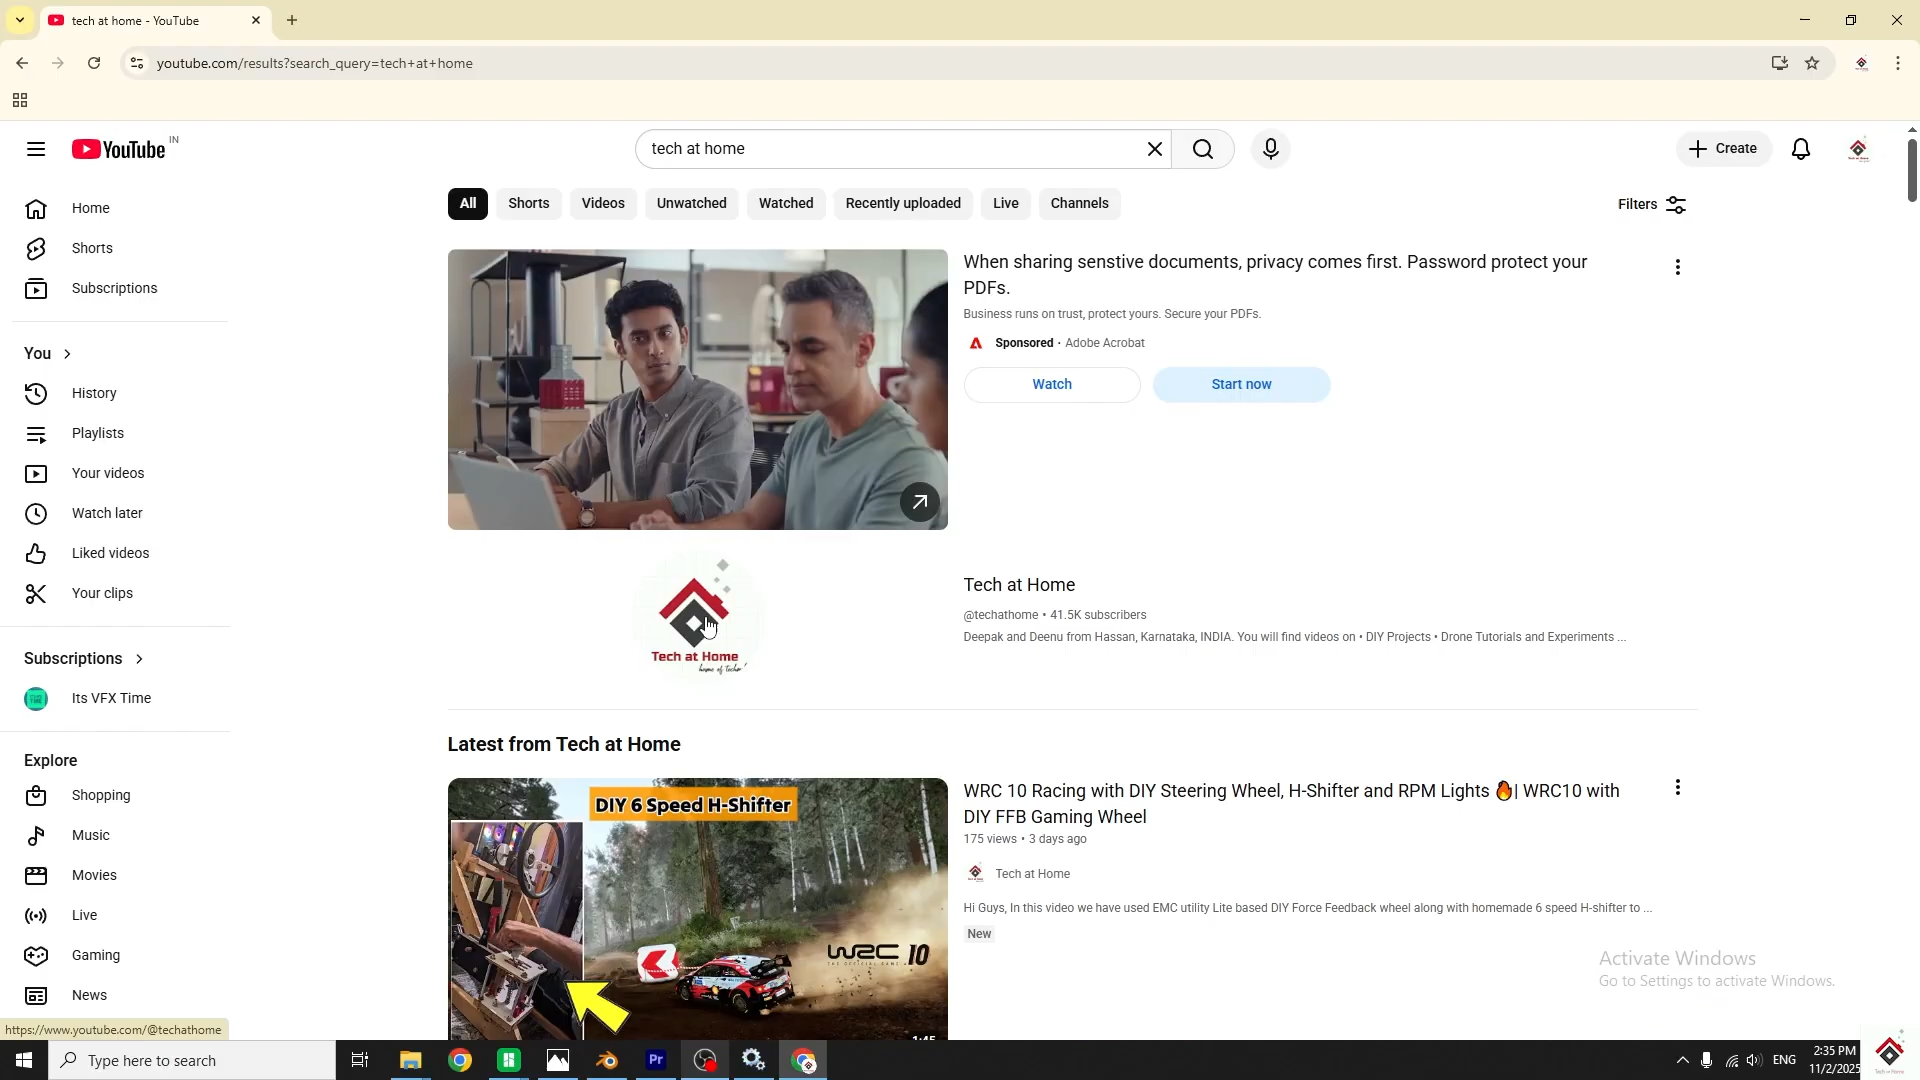 tech at home - YouTube
youtube.com/results?search_query=tech+at+home
YouTube IN
tech at home
Create
All
Shorts
Videos
Unwatched
Watched
Recently uploaded
Live
Channels
Filters
Home
Shorts
Subscriptions
You
History
Playlists
Your videos
Watch later
Liked videos
Your clips
Subscriptions
Its VFX Time
Explore
Shopping
Music
Movies
Live
Gaming
News
When sharing senstive documents, privacy comes first. Password protect your
PDFs.
Business runs on trust, protect yours. Secure your PDFs.
Sponsored · Adobe Acrobat
Watch
Start now
Tech at Home
home of techs'
Tech at Home
@techathome • 41.5K subscribers
Deepak and Deenu from Hassan, Karnataka, INDIA. You will find videos on • DIY Projects • Drone Tutorials and Experiments ...
Latest from Tech at Home
DIY 6 Speed H-Shifter
WRC 10
1:45
WRC 10 Racing with DIY Steering Wheel, H-Shifter and RPM Lights 🔥| WRC10 with
DIY FFB Gaming Wheel
175 views • 3 days ago
Tech at Home
Hi Guys, In this video we have used EMC utility Lite based DIY Force Feedback wheel along with homemade 6 speed H-shifter to ...
New
Activate Windows
Go to Settings to activate Windows.
https://www.youtube.com/@techathome
Type here to search
Pr
ENG
2:35 PM
11/2/2025